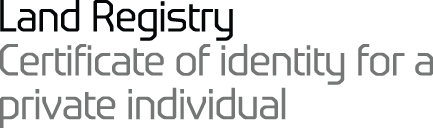 Land Registry
Certificate of identity for a
private individual